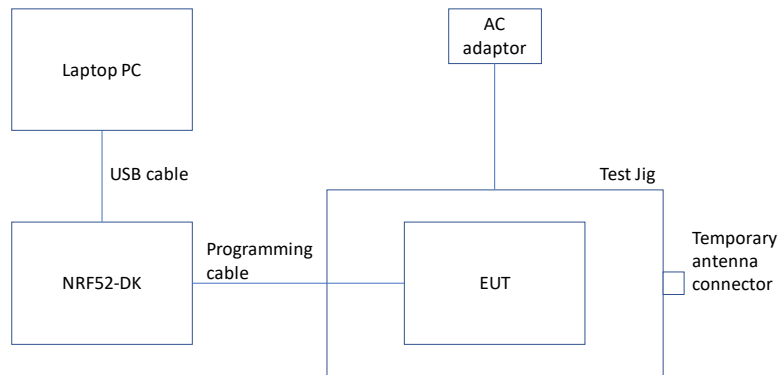 AC
adaptor
Laptop PC
USB cable
Test Jig
Programming
cable
Temporary
antenna
connector
NRF52-DK
EUT